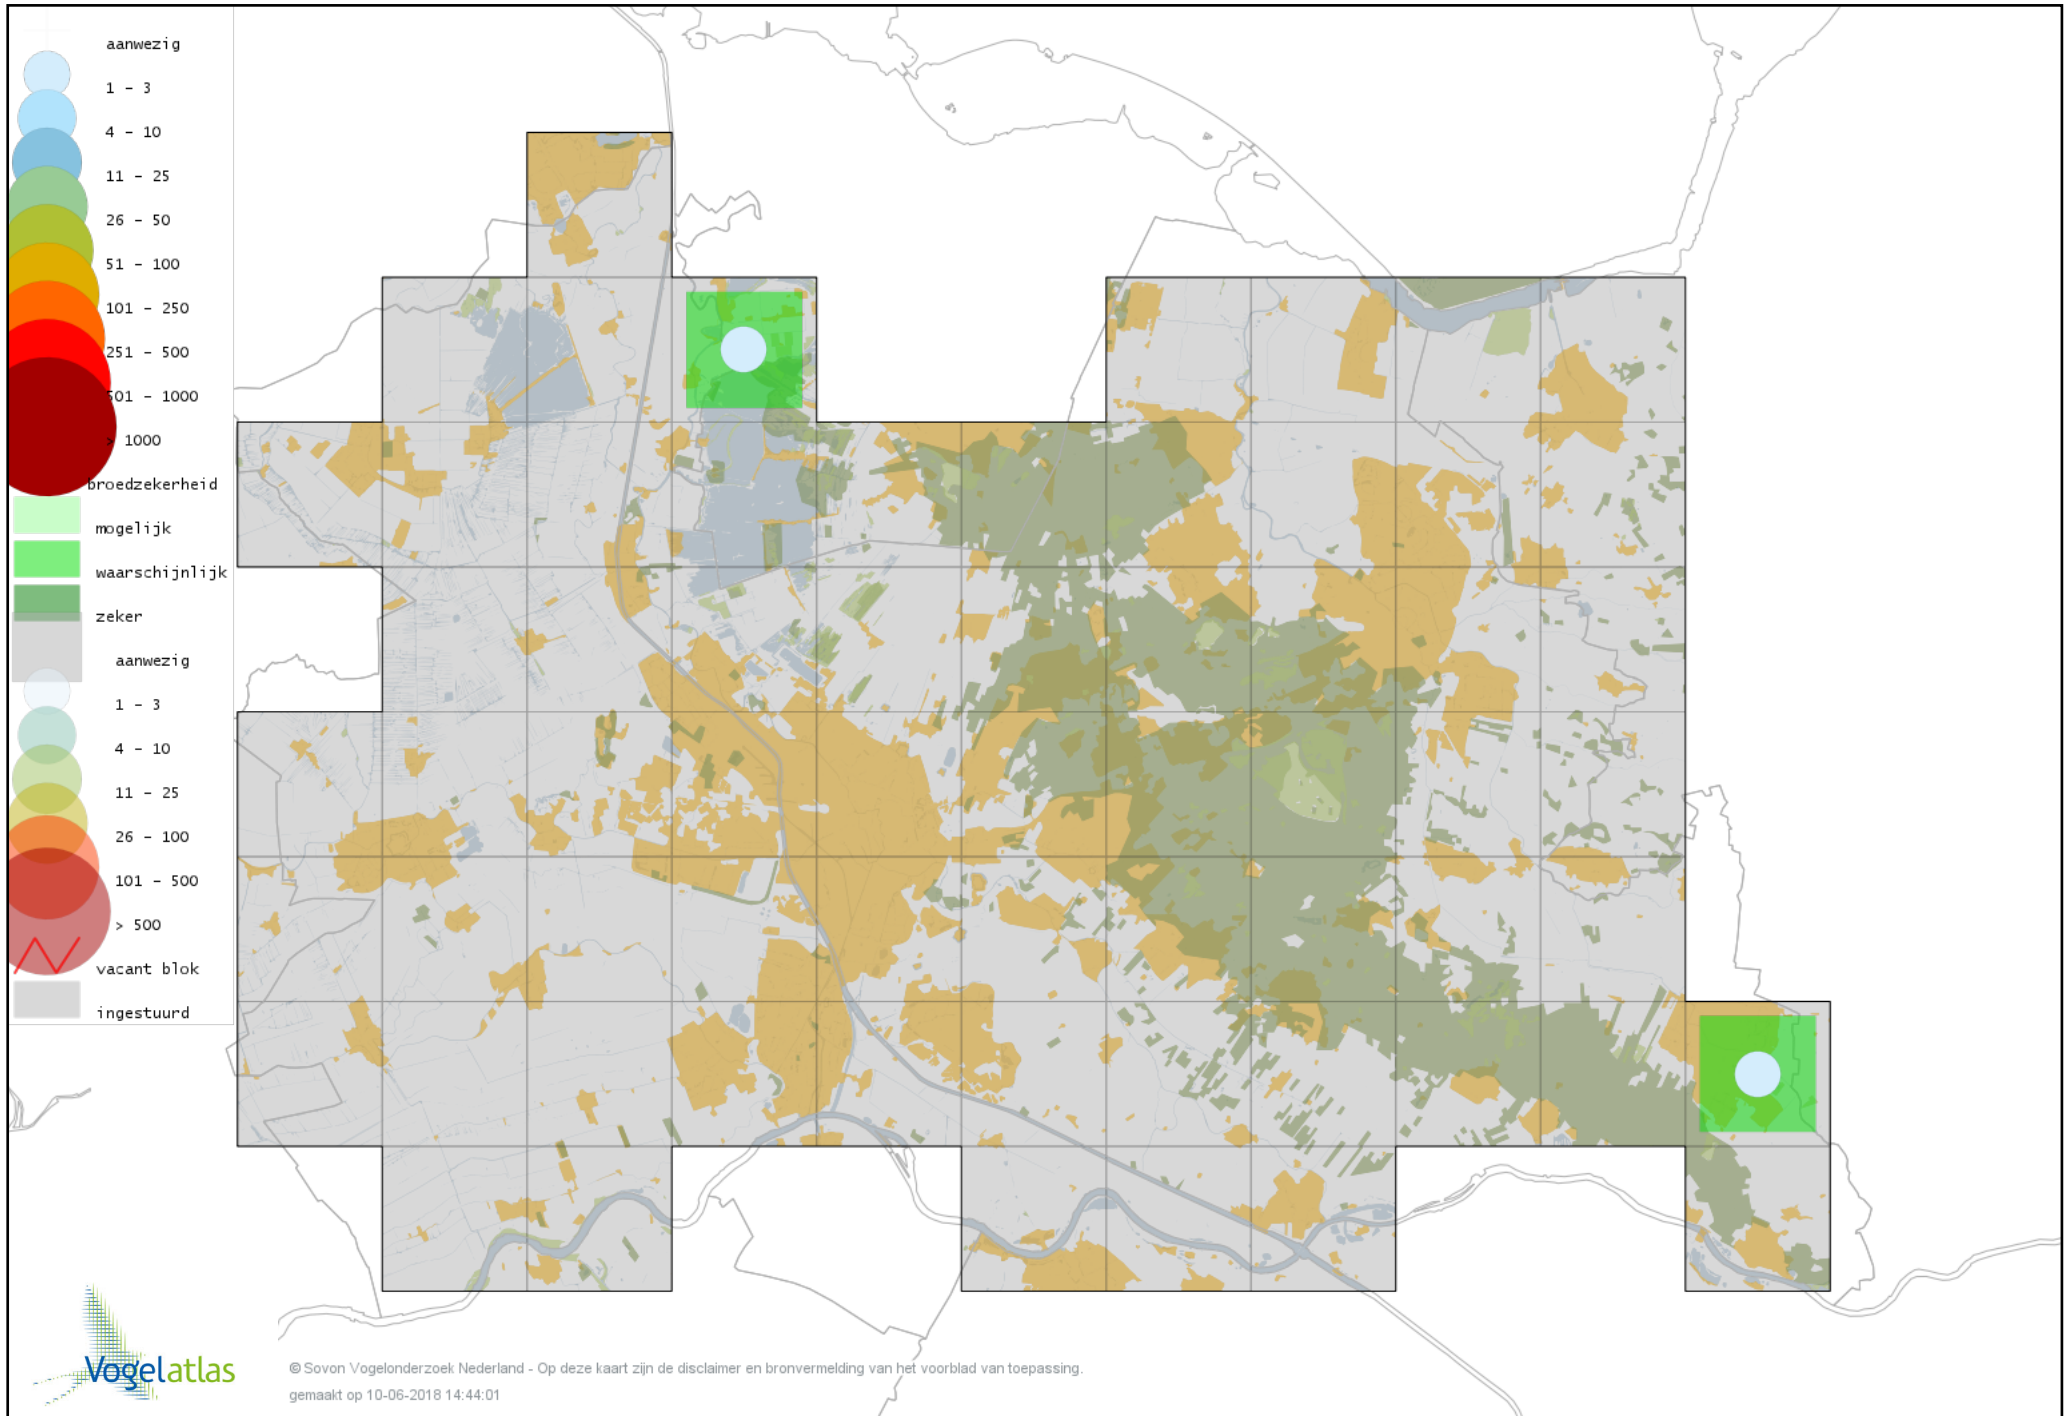 aanwezig
1 - 3
4 - 10
11 - 25
26 - 50
51 - 100
101 - 250
251 - 500
501 - 1000
> 1000
broedzekerheid
mogelijk
waarschijnlijk
zeker
aanwezig
1 - 3
4 - 10
11 - 25
26 - 100
101 - 500
> 500
vacant blok
ingestuurd
Vogelatlas
© Sovon Vogelonderzoek Nederland - Op deze kaart zijn de disclaimer en bronvermelding van het voorblad van toepassing.
gemaakt op 10-06-2018 14:44:01